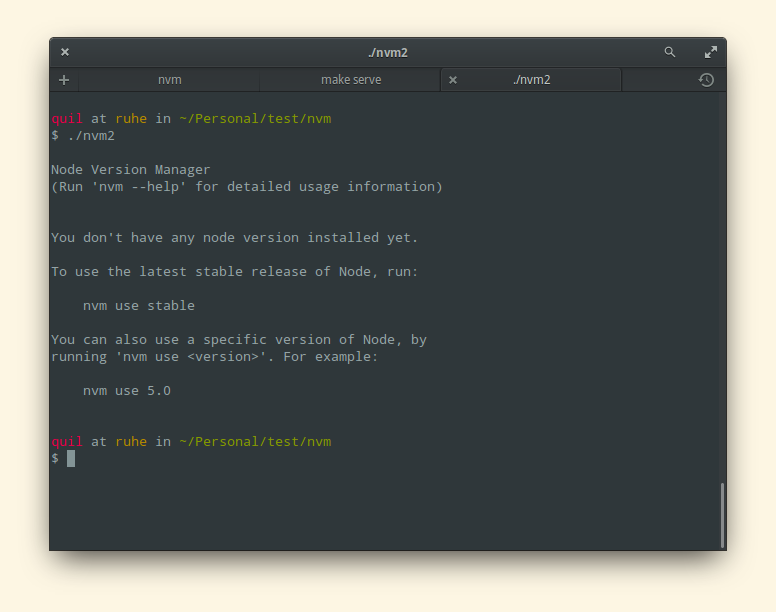 ./nvm2
nvm
make serve
./nvm2
quil at ruhe in ~/Personal/test/nvm
$ ./nvm2
Node Version Manager
(Run 'nvm --help' for detailed usage information)
You don't have any node version installed yet.
To use the latest stable release of Node, run:
nvm use stable
You can also use a specific version of Node, by
running 'nvm use <version>'. For example:
nvm use 5.0
quil at ruhe in ~/Personal/test/nvm
$